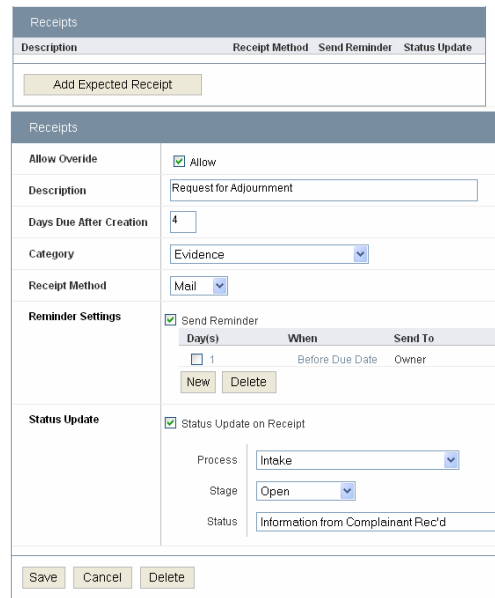 Receipts
Description Receipt Method Send Reminder Status Update
Add Expected Receipt
Receipts
Allow Overide Allow
Description Request for Adjournment
Days Due After Creation 4
Category Evidence
Receipt Method Mail
Reminder Settings Send Reminder
Day(s) When Send To
1 Before Due Date Owner
New Delete
Status Update Status Update on Receipt
Process Intake
Stage Open
Status Information from Complainant Rec'd
Save Cancel Delete